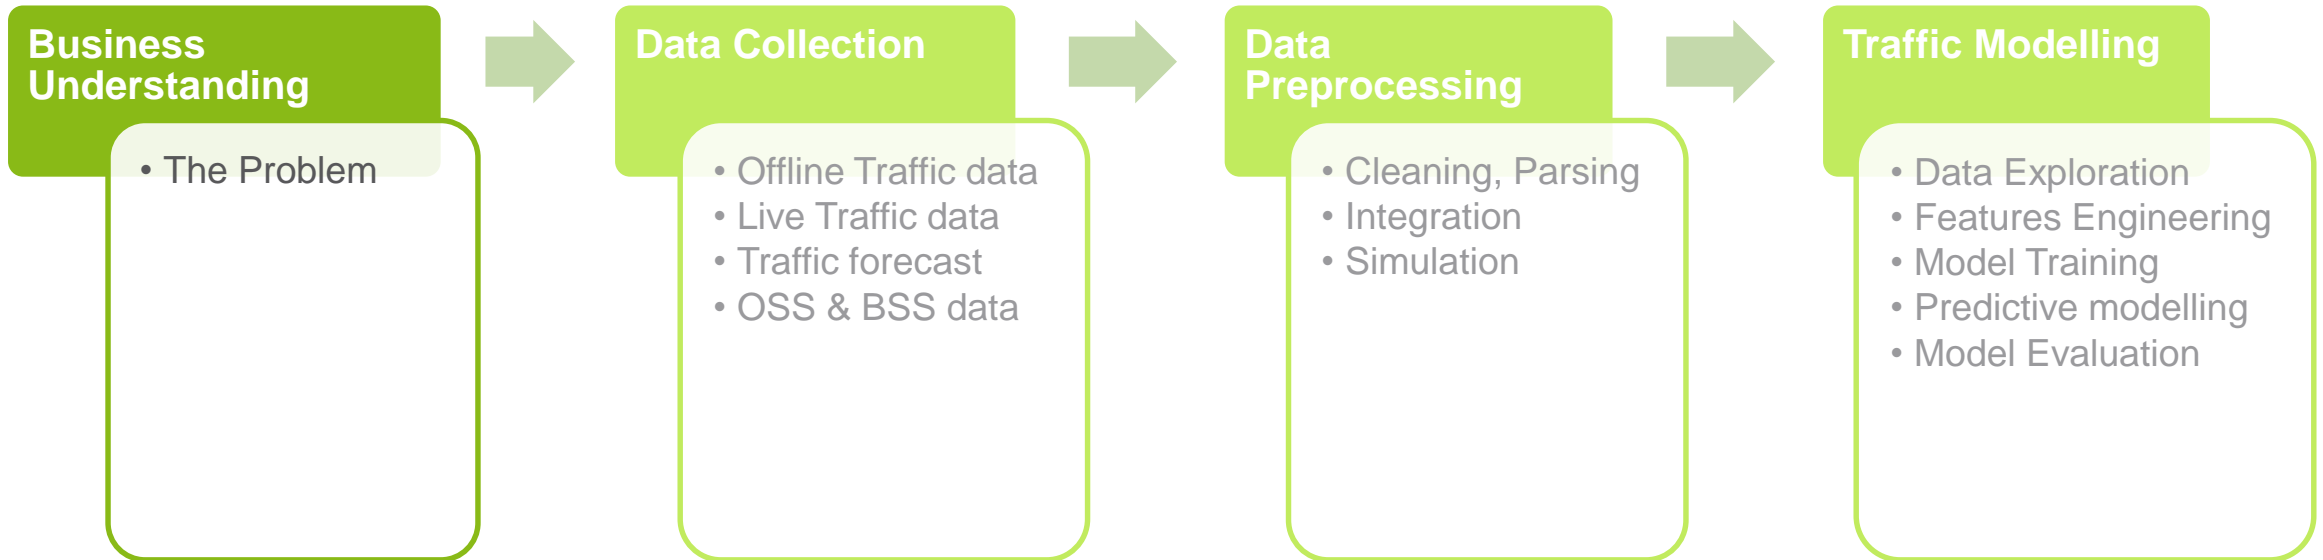 Business
Understanding
• The Problem
Data Collection
• Offline Traffic data
• Live Traffic data
• Traffic forecast
• OSS & BSS data
Data
Preprocessing
• Cleaning, Parsing
• Integration
• Simulation
Traffic Modelling
• Data Exploration
• Features Engineering
• Model Training
• Predictive modelling
• Model Evaluation